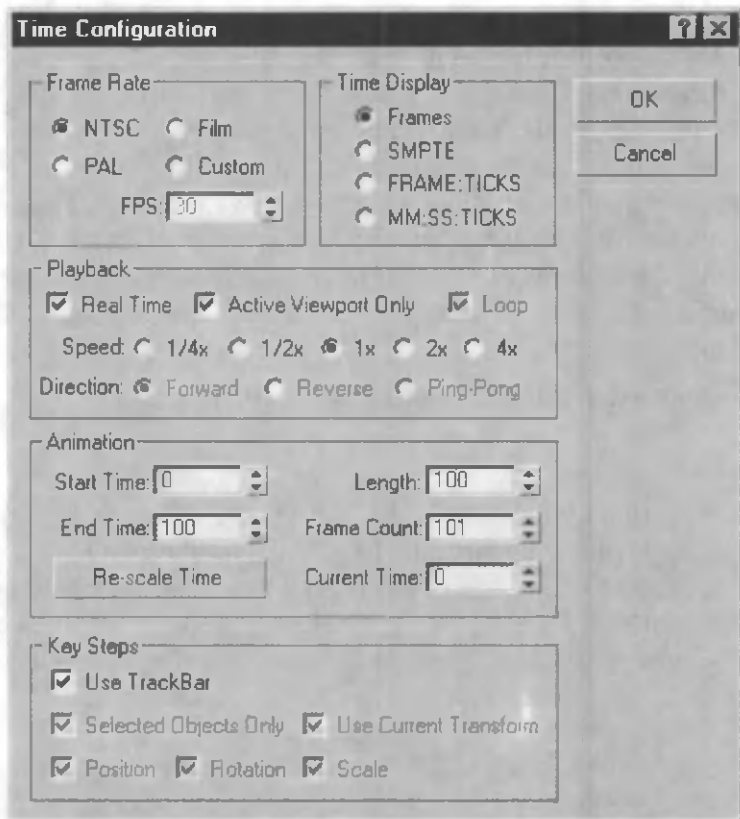 Time Configuration
Frame Rate
NTSC Film
PAL Custom
FPS: 30
Time Display
Frames
SMPTE
FRAME:TICKS
MM:SS:TICKS
OK
Cancel
Playback
Real Time Active Viewport Only Loop
Speed: 1/4x 1/2x 1x 2x 4x
Direction: Forward Reverse Ping-Pong
Animation
Start Time: 0 Length: 100
End Time: 100 Frame Count: 101
Re-scale Time Current Time: 0
Key Steps
Use TrackBar
Selected Objects Only Use Current Transform
Position Rotation Scale